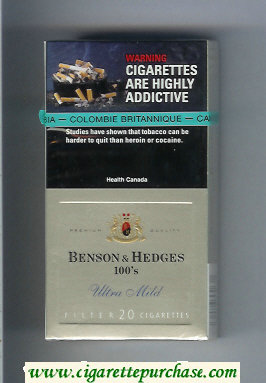 WARNING
CIGARETTES
ARE HIGHLY
ADDICTIVE
BIA — COLOMBIE BRITANNIQUE — CA
Studies have shown that tobacco can be
harder to quit than heroin or cocaine.
Health Canada
PREMIUM QUALITY
BENSON & HEDGES
100's
Ultra Mild
FILTER 20 CIGARETTES
www.cigarettepurchase.com